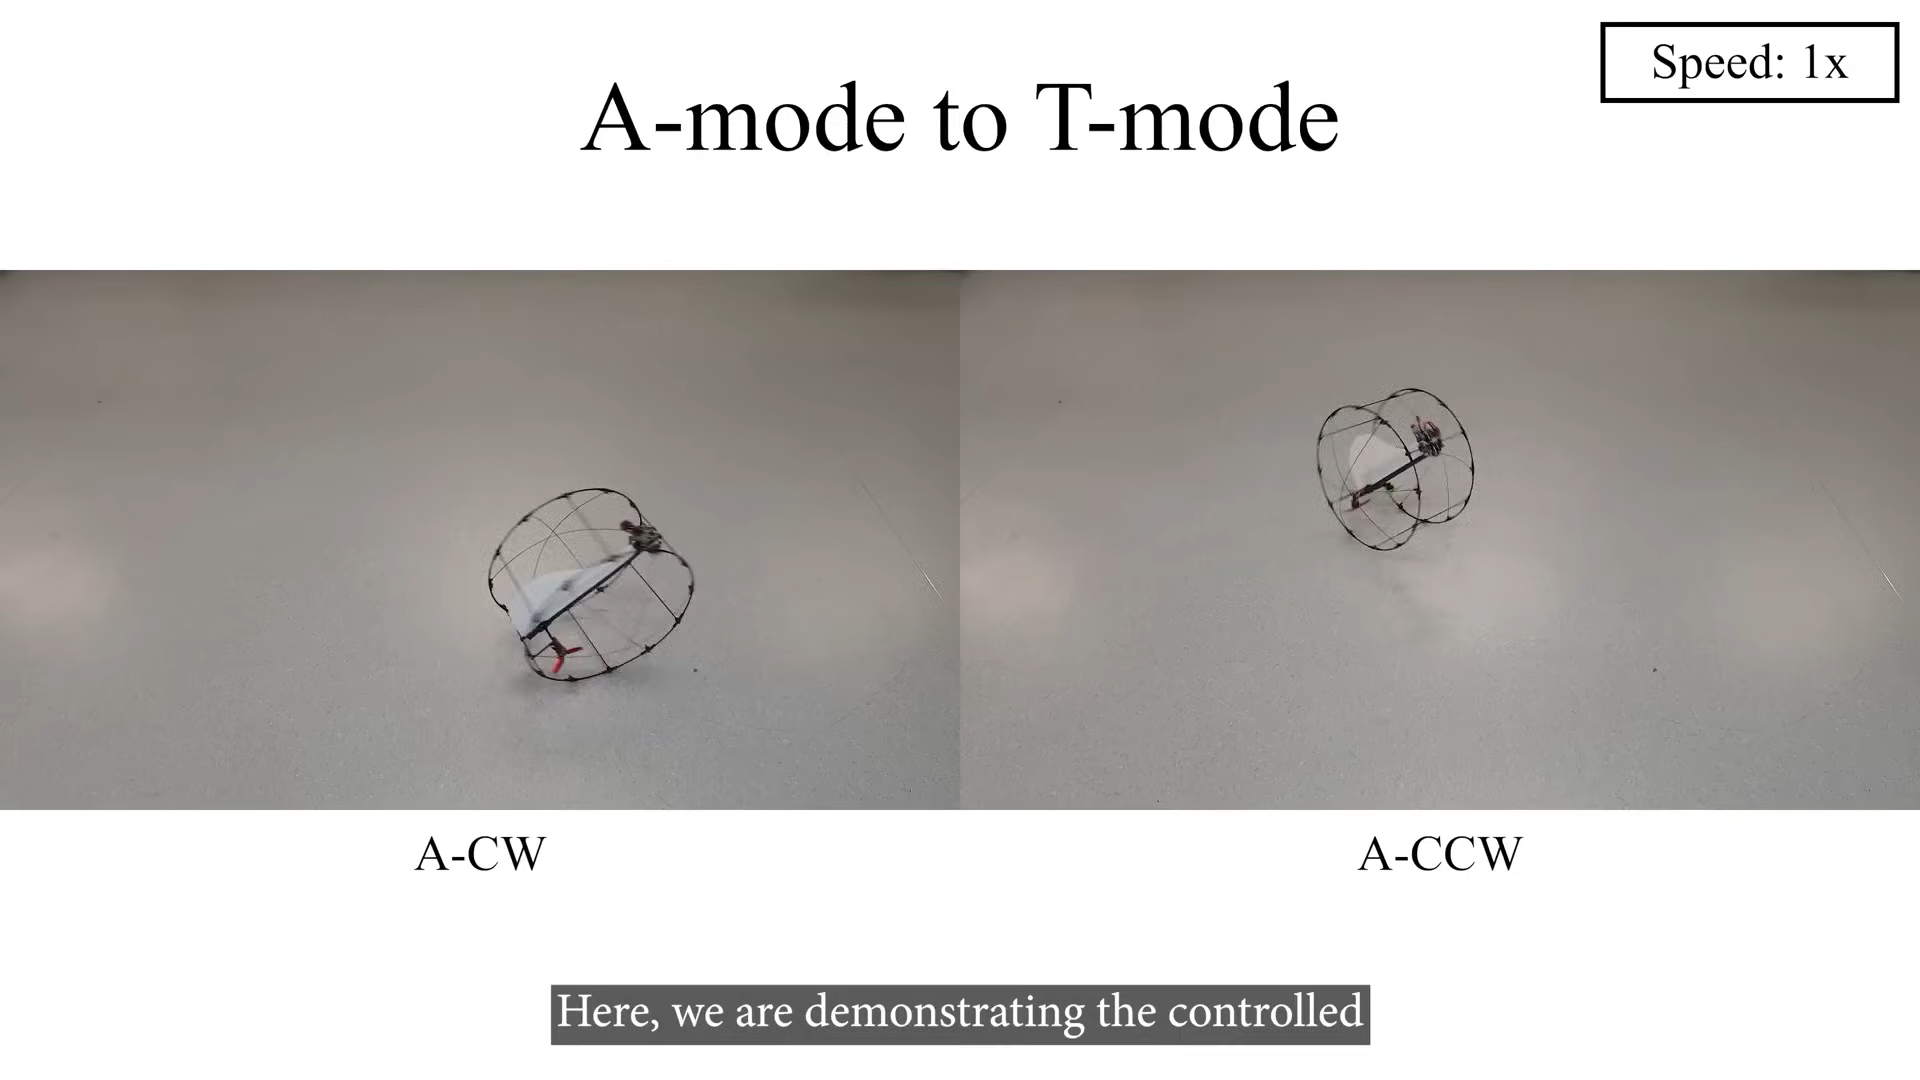 Speed: 1x
A-mode to T-mode
A-CW
A-CCW
Here, we are demonstrating the controlled